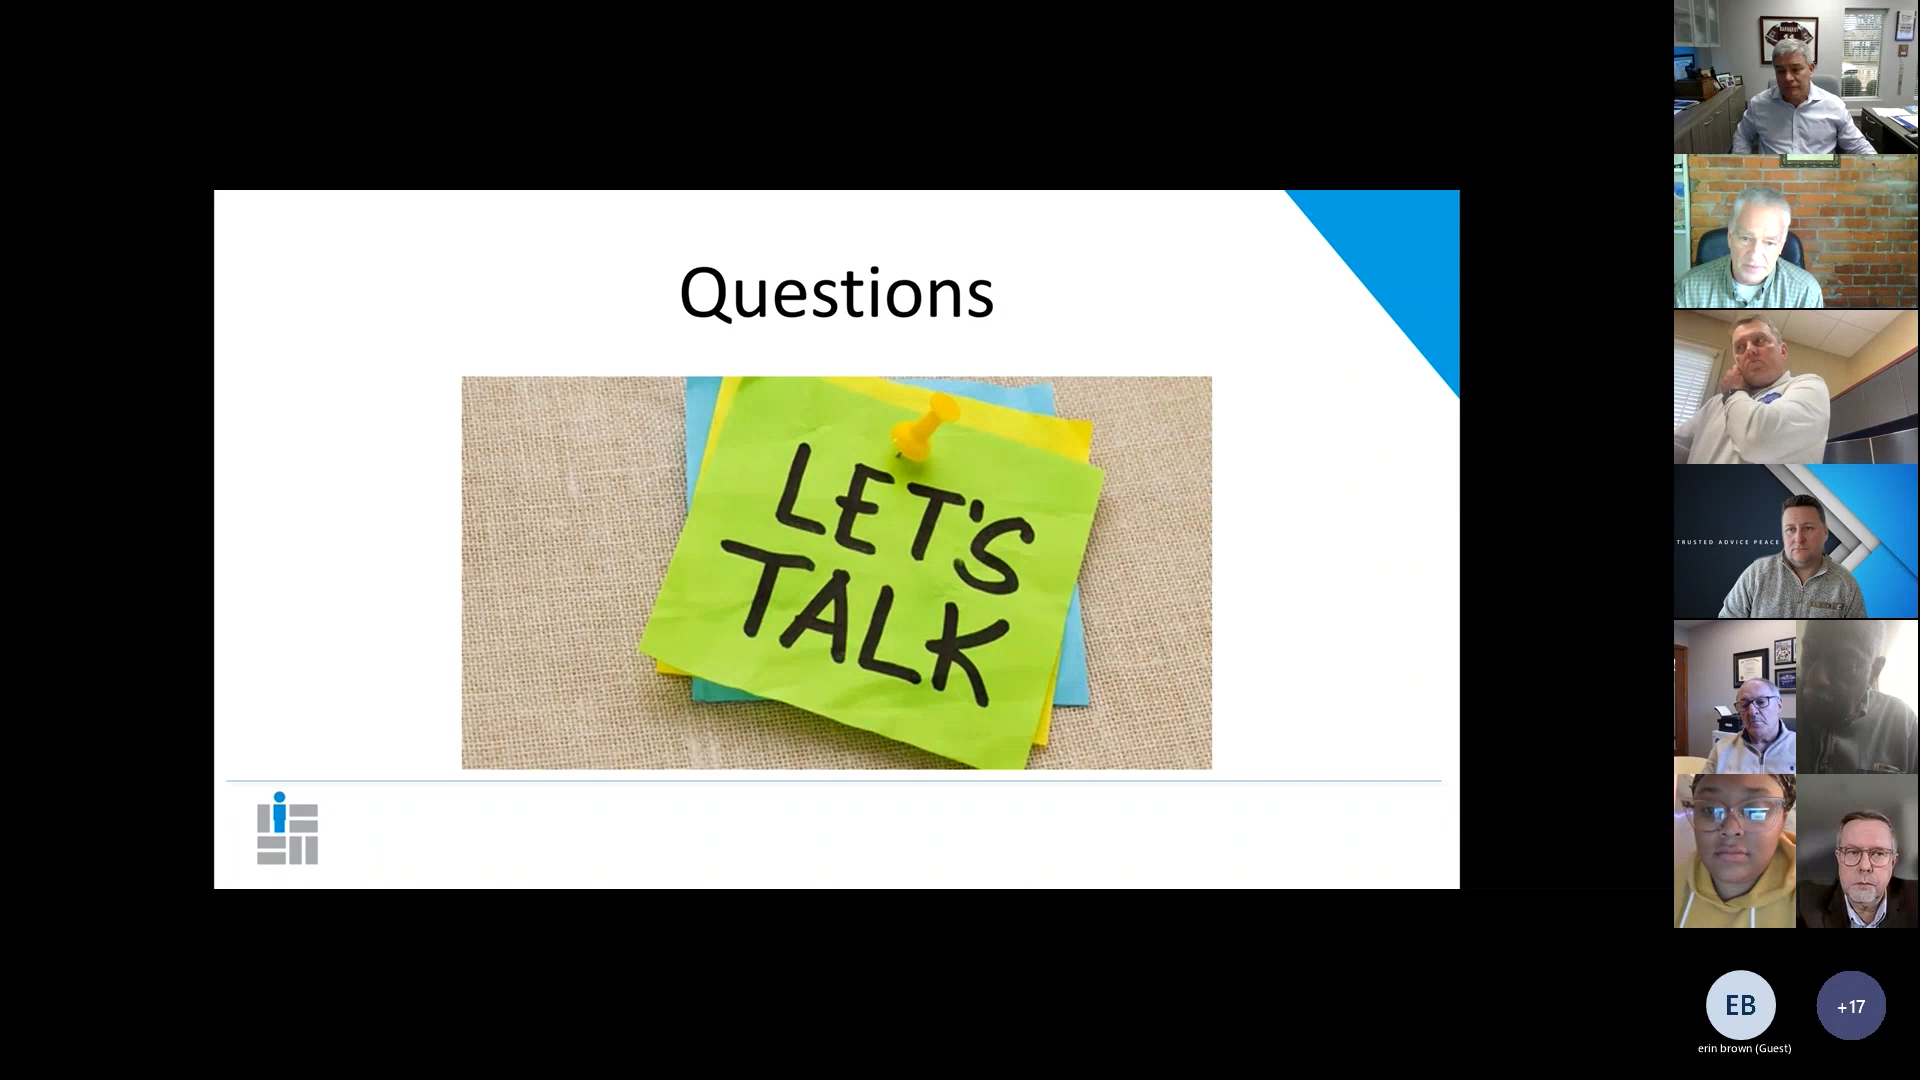 Questions
LET'S
TALK
TRUSTED ADVICE PEACE
EB
+17
erin brown (Guest)